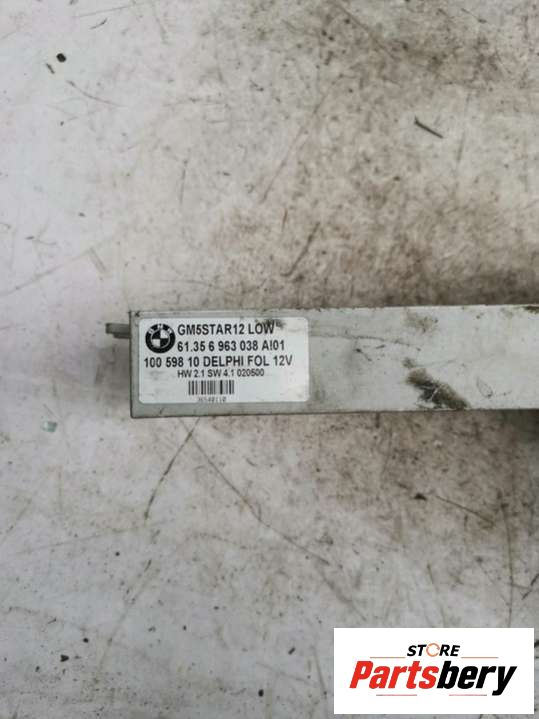 GM5STAR12 LOW
61.35 6 963 038 AI01
100 598 10 DELPHI FOL 12V
HW 2.1 SW 4.1 020500
36540110
STORE
Partsbery